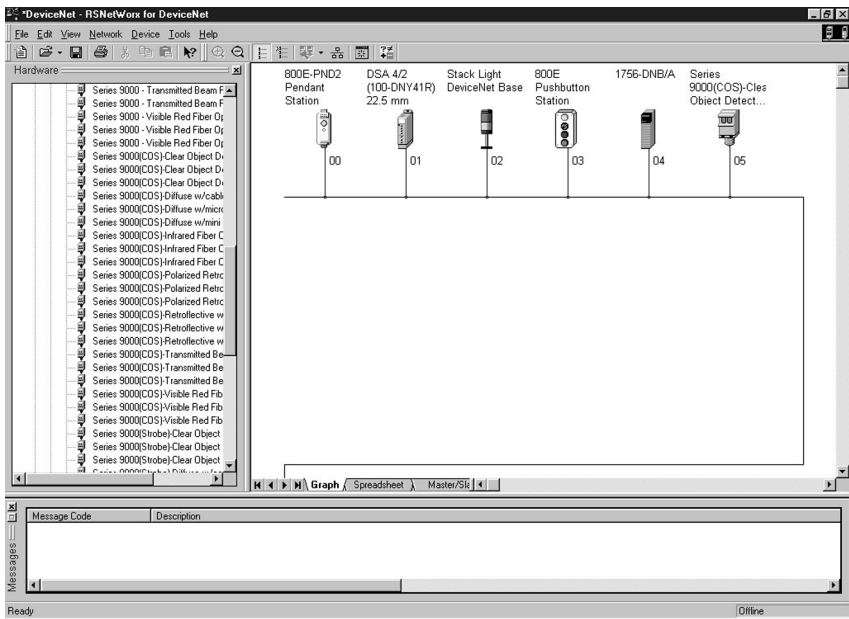 *DeviceNet - RSNetWorx for DeviceNet
File Edit View Network Device Tools Help
Hardware
Series 9000 - Transmitted Beam F
Series 9000 - Transmitted Beam F
Series 9000 - Visible Red Fiber Op
Series 9000 - Visible Red Fiber Op
Series 9000 - Visible Red Fiber Op
Series 9000(COS)-Clear Object De
Series 9000(COS)-Clear Object De
Series 9000(COS)-Clear Object De
Series 9000(COS)-Diffuse w/cabl
Series 9000(COS)-Diffuse w/micro
Series 9000(COS)-Diffuse w/mini
Series 9000(COS)-Infrared Fiber C
Series 9000(COS)-Infrared Fiber C
Series 9000(COS)-Infrared Fiber C
Series 9000(COS)-Polarized Retro
Series 9000(COS)-Polarized Retro
Series 9000(COS)-Polarized Retro
Series 9000(COS)-Retroflective w
Series 9000(COS)-Retroflective w
Series 9000(COS)-Retroflective w
Series 9000(COS)-Transmitted Be
Series 9000(COS)-Transmitted Be
Series 9000(COS)-Transmitted Be
Series 9000(COS)-Visible Red Fib
Series 9000(COS)-Visible Red Fib
Series 9000(COS)-Visible Red Fib
Series 9000(Strobe)-Clear Object
Series 9000(Strobe)-Clear Object
Series 9000(Strobe)-Clear Object
800E-PND2
Pendant
Station
00
DSA 4/2
(100-DNY41R)
22.5 mm
01
Stack Light
DeviceNet Base
02
800E
Pushbutton
Station
03
1756-DNB/A
04
Series
9000(COS)-Clea
Object Detect...
05
Graph Spreadsheet Master/Sla
Messages
Message Code Description
Ready Offline